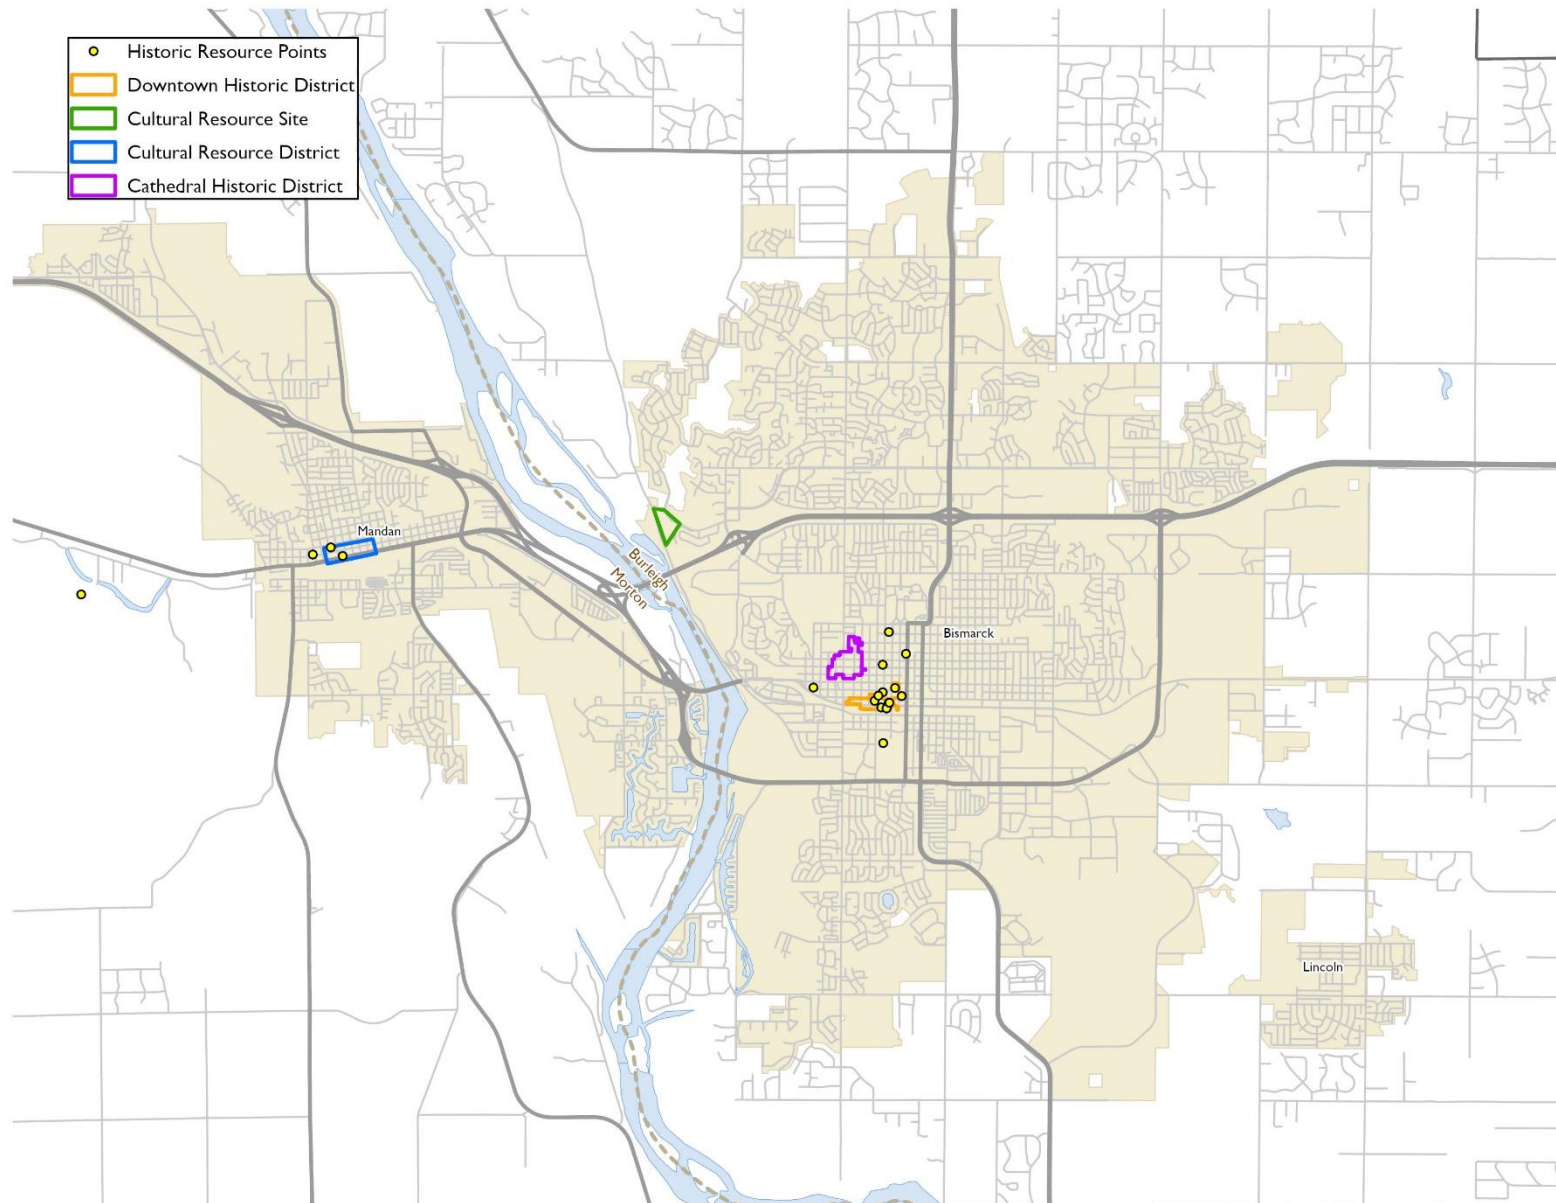 Historic Resource Points
Downtown Historic District
Cultural Resource Site
Cultural Resource District
Cathedral Historic District
Mandan
Burleigh
Morton
Bismarck
Lincoln